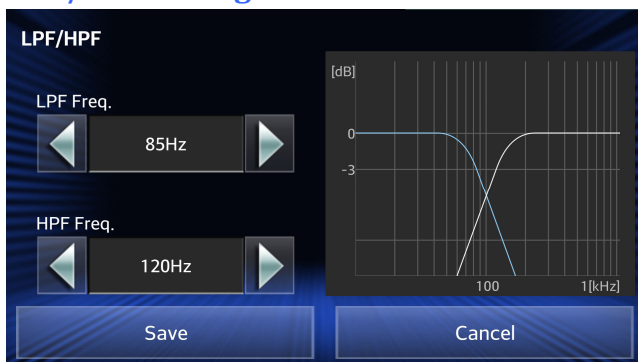 LPF/HPF
LPF Freq.
85Hz
HPF Freq.
120Hz
[dB]
0
-3
100
1[kHz]
Save
Cancel